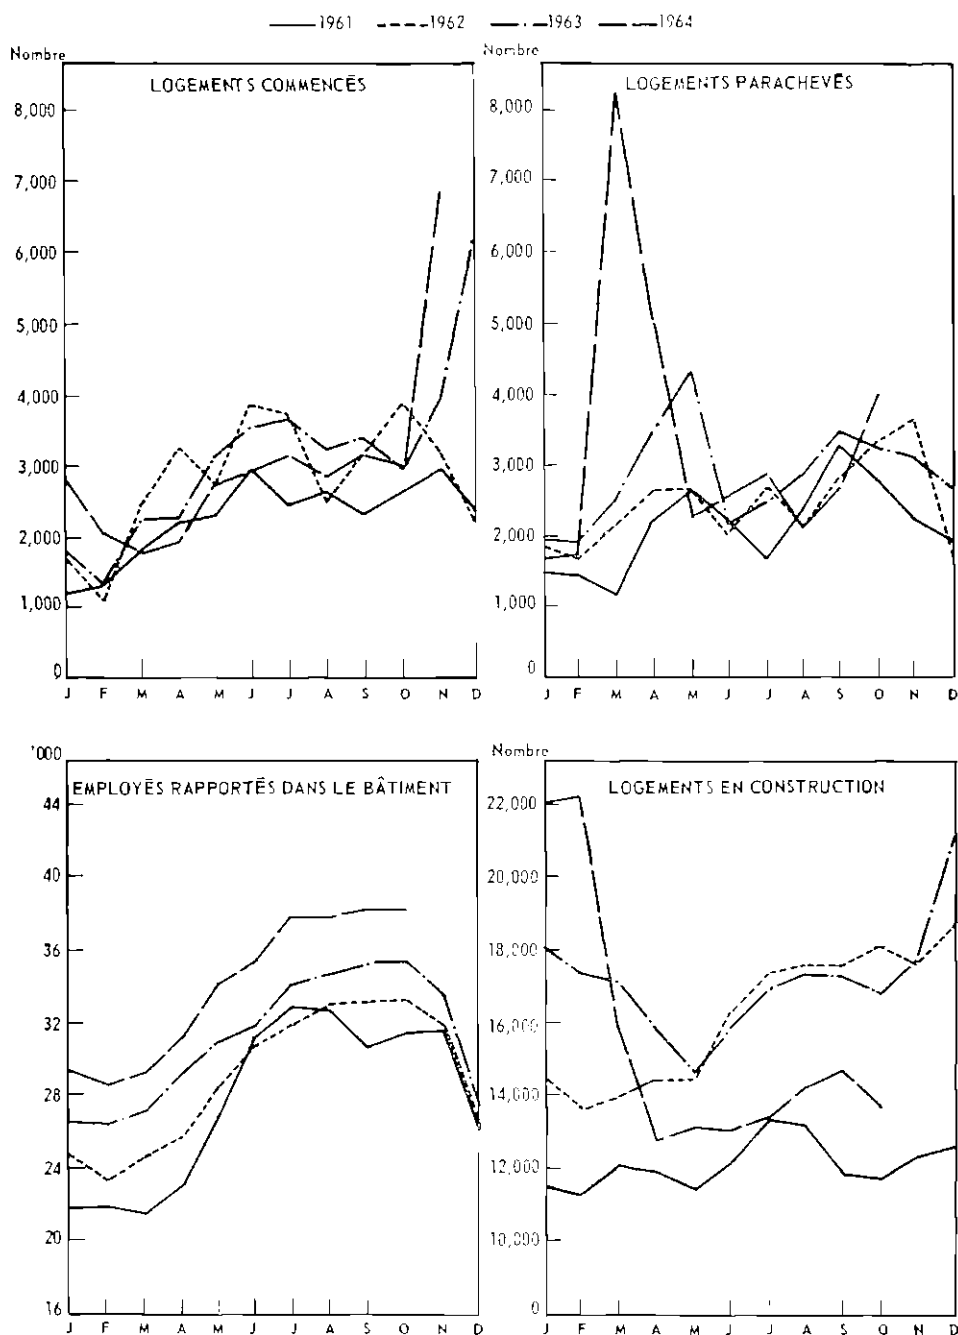 1961 1962 1963 1964
Nombre
LOGEMENTS COMMENCÉS
8,000
7,000
6,000
5,000
4,000
3,000
2,000
1,000
0
J F M A M J J A S O N D
Nombre
LOGEMENTS PARACHEVÉS
8,000
7,000
6,000
5,000
4,000
3,000
2,000
1,000
0
J F M A M J J A S O N D
'000
EMPLOYÉS RAPPORTÉS DANS LE BÂTIMENT
44
40
36
32
28
24
20
16
J F M A M J J A S O N D
Nombre
LOGEMENTS EN CONSTRUCTION
22,000
20,000
18,000
16,000
14,000
12,000
10,000
0
J F M A M J J A S O N D